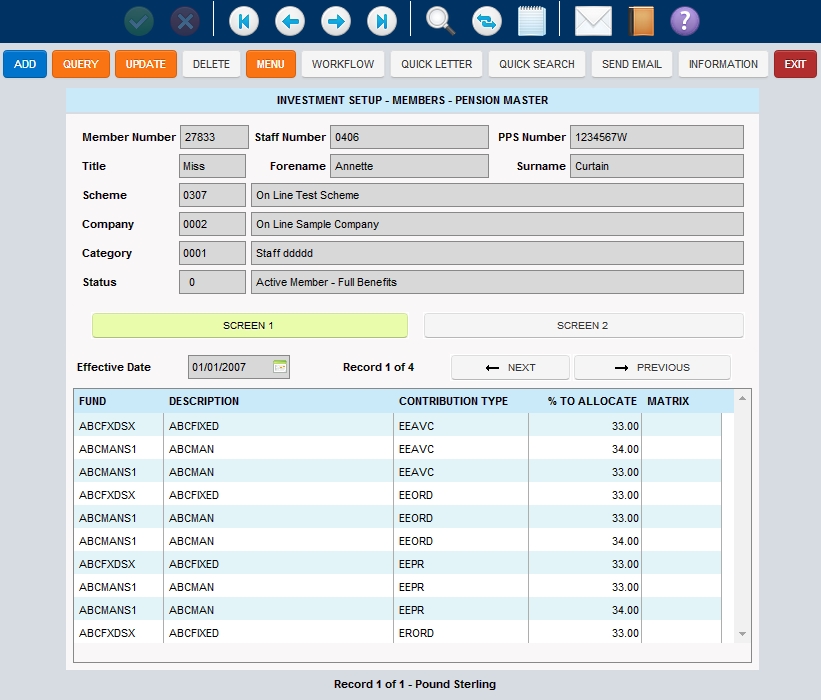 ADD QUERY UPDATE DELETE MENU WORKFLOW QUICK LETTER QUICK SEARCH SEND EMAIL INFORMATION EXIT
INVESTMENT SETUP - MEMBERS - PENSION MASTER
Member Number 27833 Staff Number 0406 PPS Number 1234567W
Title Miss Forename Annette Surname Curtain
Scheme 0307 On Line Test Scheme
Company 0002 On Line Sample Company
Category 0001 Staff ddddd
Status 0 Active Member - Full Benefits
SCREEN 1 SCREEN 2
Effective Date 01/01/2007 Record 1 of 4 NEXT PREVIOUS
FUND DESCRIPTION CONTRIBUTION TYPE % TO ALLOCATE MATRIX
ABCFXDSX ABCFIXED EEAVC 33.00
ABCMANS1 ABCMAN EEAVC 34.00
ABCMANS1 ABCMAN EEAVC 33.00
ABCFXDSX ABCFIXED EEORD 33.00
ABCMANS1 ABCMAN EEORD 33.00
ABCMANS1 ABCMAN EEORD 34.00
ABCFXDSX ABCFIXED EEPR 33.00
ABCMANS1 ABCMAN EEPR 33.00
ABCMANS1 ABCMAN EEPR 34.00
ABCFXDSX ABCFIXED ERORD 33.00
Record 1 of 1 - Pound Sterling